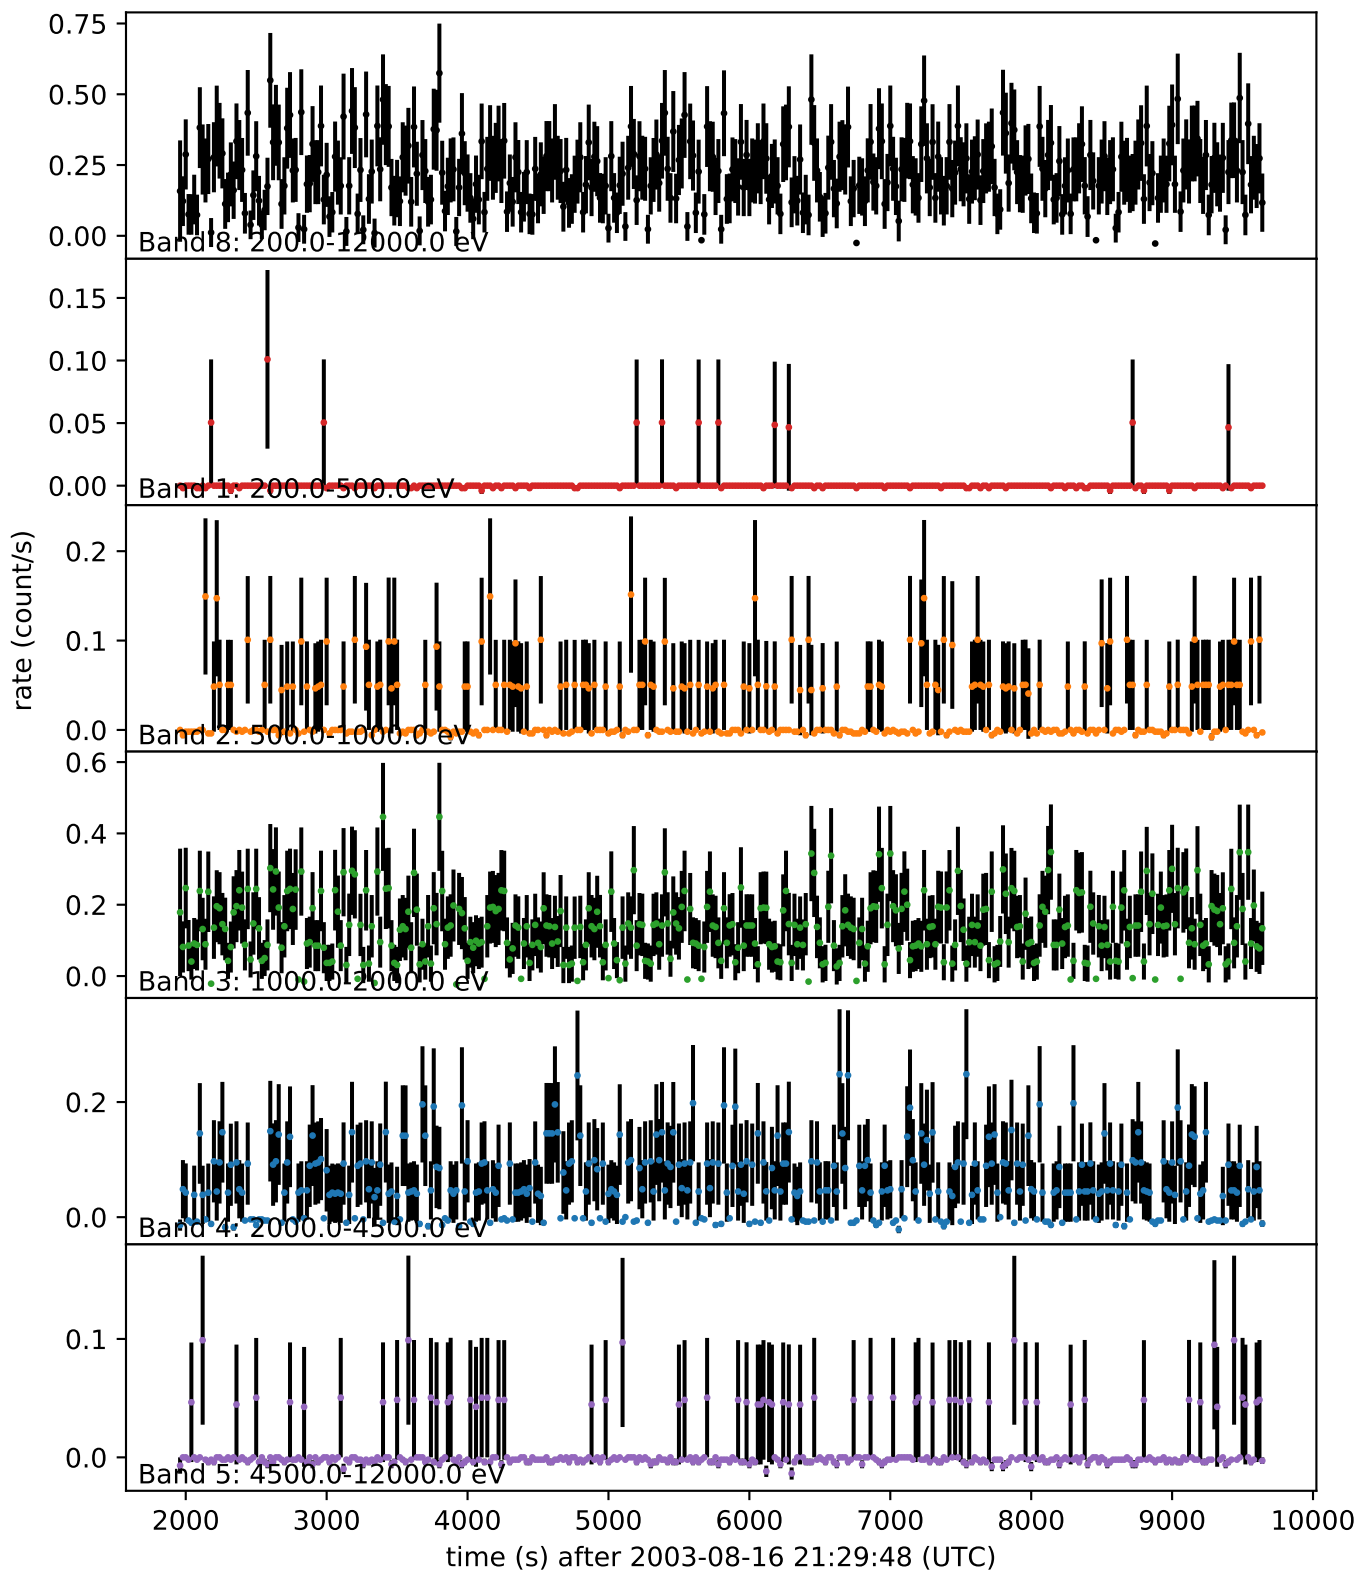 0.75
0.50
0.25
0.00
Band 8: 200.0-12000.0 eV
0.15
0.10
0.05
0.00
Band 1: 200.0-500.0 eV
0.2
0.1
0.0
Band 2: 500.0-1000.0 eV
rate (count/s)
0.6
0.4
0.2
0.0
Band 3: 1000.0-2000.0 eV
0.2
0.1
0.0
Band 4: 2000.0-4500.0 eV
0.1
0.0
Band 5: 4500.0-12000.0 eV
2000 3000 4000 5000 6000 7000 8000 9000 10000
time (s) after 2003-08-16 21:29:48 (UTC)